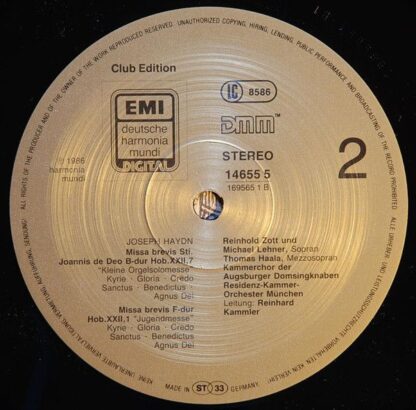 ALL RIGHTS OF THE PRODUCER AND OF THE OWNER OF THE WORK REPRODUCED RESERVED. UNAUTHORIZED COPYING, HIRING, LENDING, PUBLIC PERFORMANCE AND BROADCASTING OF THIS RECORD PROHIBITED.
Club Edition
EMI
deutsche
harmonia
mundi
DIGITAL
LC 8586
DMM™
STEREO
14655 5
169565 1 B
2
℗ 1986
harmonia
mundi
JOSEPH HAYDN
Missa brevis Sti.
Joannis de Deo B-dur Hob.XXII.7
"Kleine Orgelsolomesse"
Kyrie - Gloria - Credo
Sanctus - Benedictus -
Agnus Dei
Missa brevis F-dur
Hob.XXII.1 "Jugendmesse"
Kyrie - Gloria - Credo
Sanctus - Benedictus -
Agnus Dei
Reinhold Zott und
Michael Lehner, Sopran
Thomas Haala, Mezzosopran
Kammerchor der
Augsburger Domsingknaben
Residenz-Kammer-
Orchester München
Leitung: Reinhard
Kammler
MADE IN ST 33 GERMANY